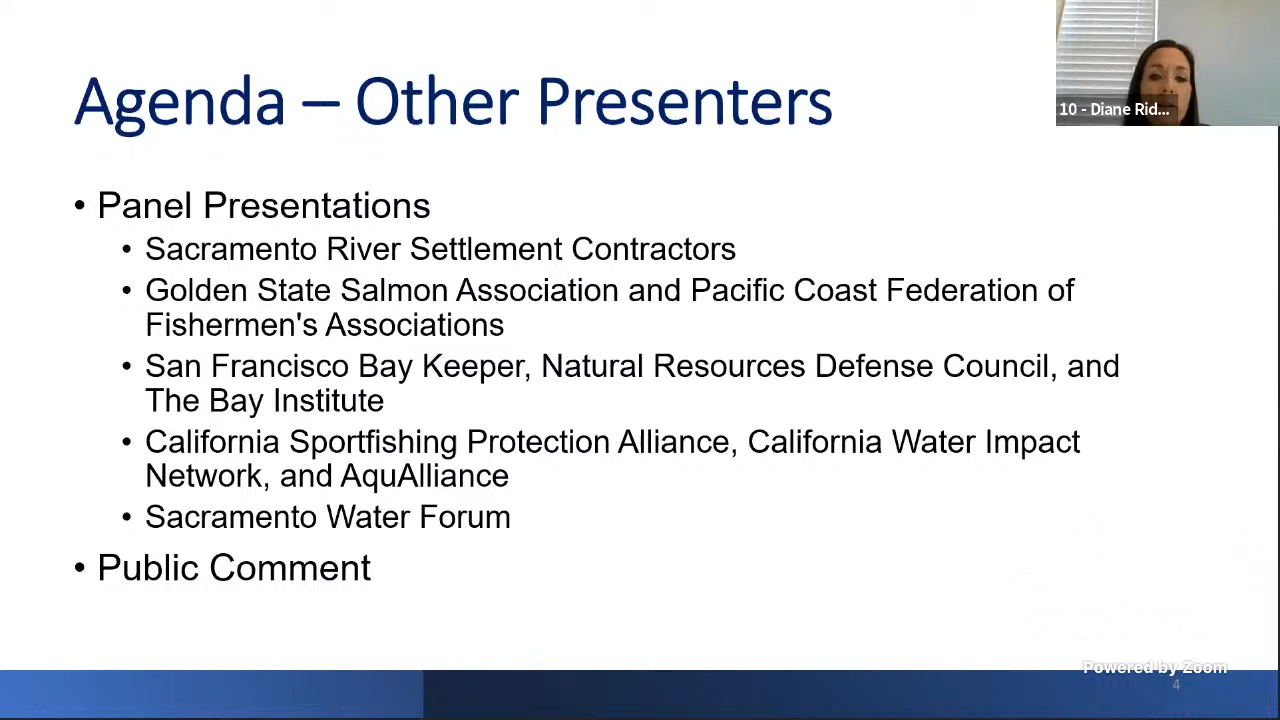 Agenda – Other Presenters
10 - Diane Rid...
• Panel Presentations
• Sacramento River Settlement Contractors
• Golden State Salmon Association and Pacific Coast Federation of
Fishermen's Associations
• San Francisco Bay Keeper, Natural Resources Defense Council, and
The Bay Institute
• California Sportfishing Protection Alliance, California Water Impact
Network, and AquAlliance
• Sacramento Water Forum
• Public Comment
Powered by Zoom
4